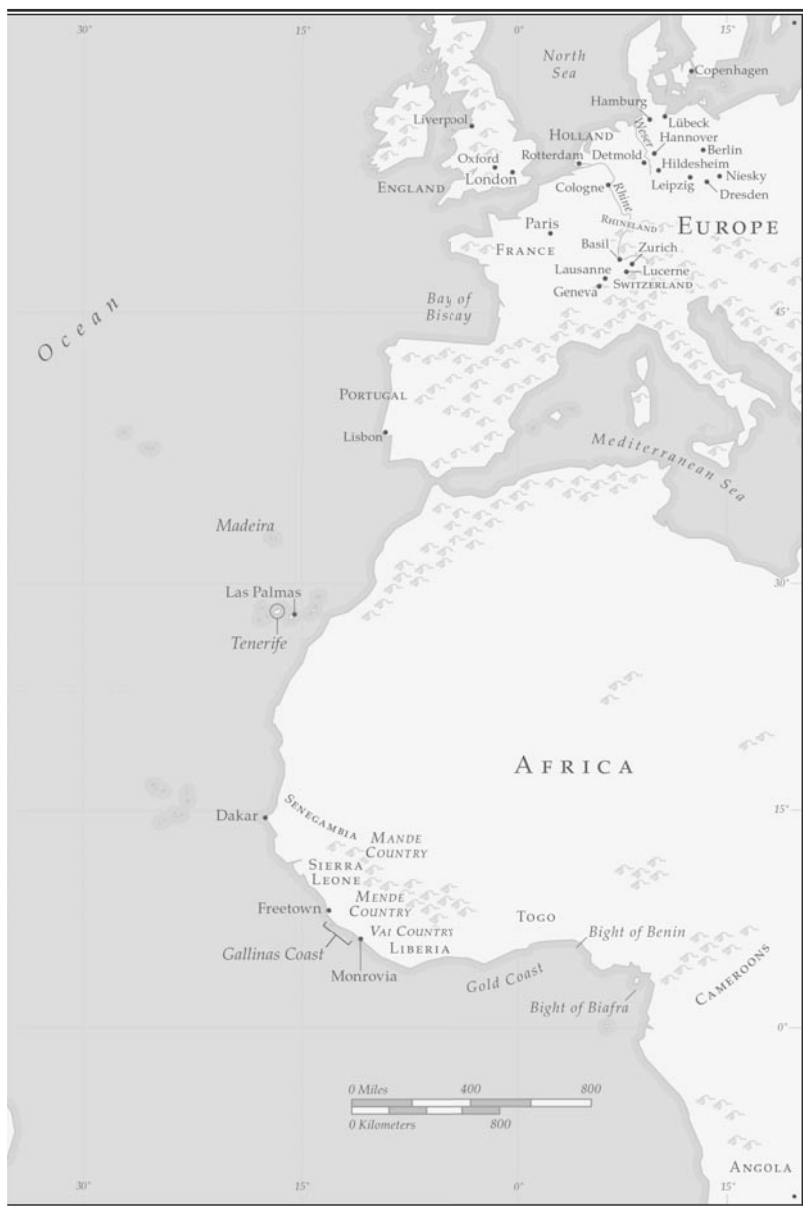 30°
15°
0°
North
Sea
Copenhagen
Hamburg
Lübeck
Liverpool
Weser
Hannover
Holland
Berlin
Oxford
Rotterdam
Detmold
Hildesheim
London
Niesky
England
Cologne
Rhine
Leipzig
Dresden
Paris
Rhineland
Europe
France
Basil
Zurich
Lausanne
Lucerne
Geneva
Switzerland
Bay of
Biscay
45°
Ocean
Portugal
Lisbon
Mediterranean Sea
Madeira
30°
Las Palmas
Tenerife
Africa
15°
Dakar
Senegambia
Mande
Country
Sierra
Leone
Mende
Country
Freetown
Togo
Vai Country
Bight of Benin
Gallinas Coast
Liberia
Monrovia
Gold Coast
Cameroons
Bight of Biafra
0°
0 Miles 400 800
0 Kilometers 800
Angola
30°
15°
0°
15°